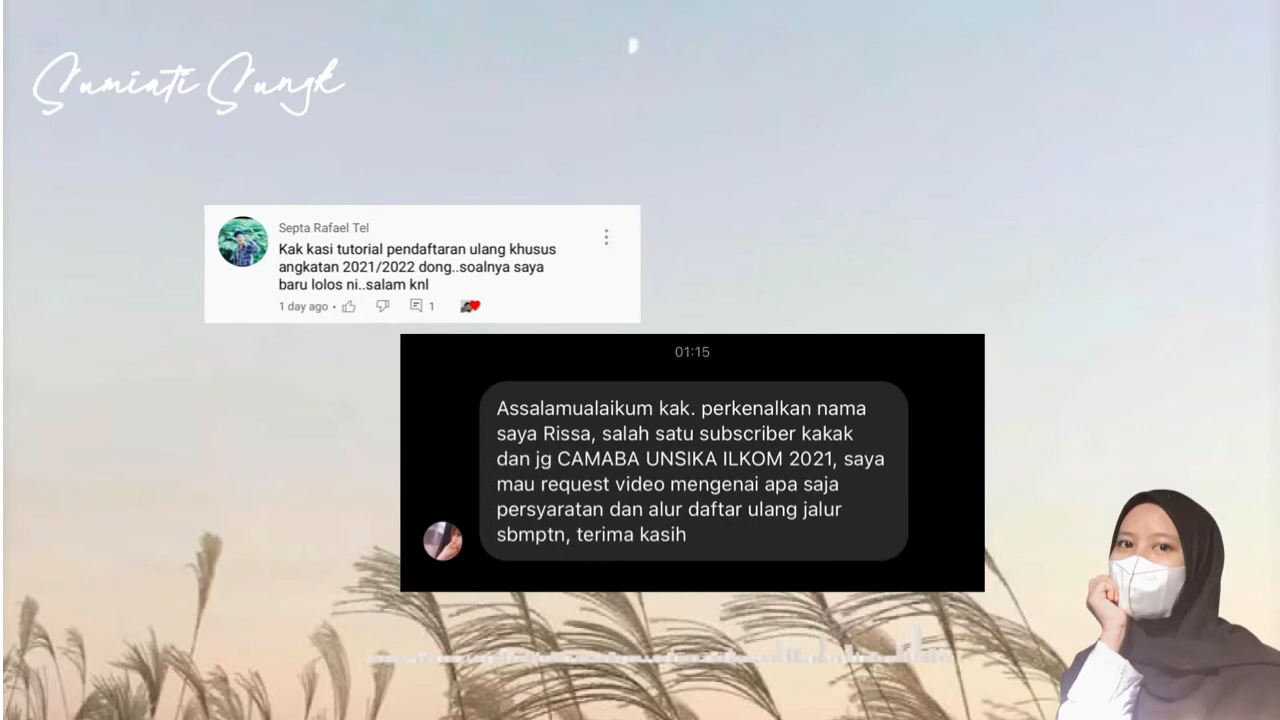 Sumiati Sungk
Septa Rafael Tel
Kak kasi tutorial pendaftaran ulang khusus
angkatan 2021/2022 dong..soalnya saya
baru lolos ni..salam knl
1 day ago • 1
01:15
Assalamualaikum kak. perkenalkan nama
saya Rissa, salah satu subscriber kakak
dan jg CAMABA UNSIKA ILKOM 2021, saya
mau request video mengenai apa saja
persyaratan dan alur daftar ulang jalur
sbmptn, terima kasih